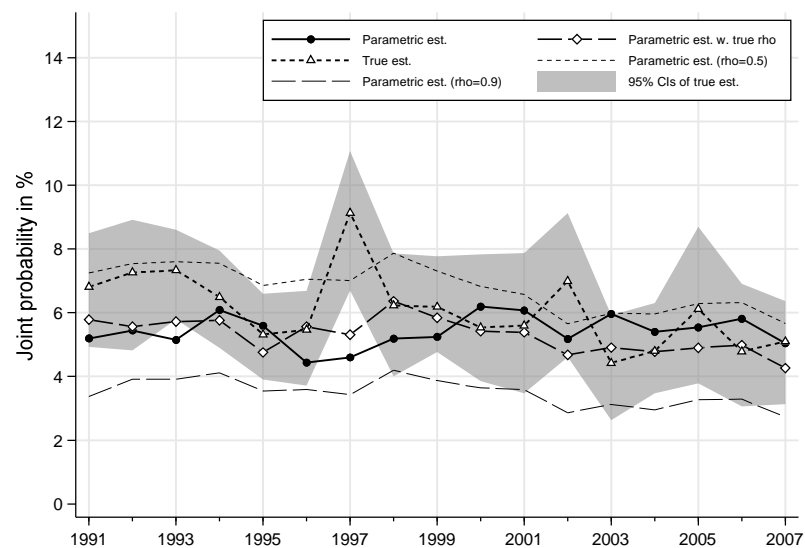 Parametric est.
Parametric est. w. true rho
True est.
Parametric est. (rho=0.5)
Parametric est. (rho=0.9)
95% CIs of true est.
Joint probability in %
14
12
10
8
6
4
2
0
1991 1993 1995 1997 1999 2001 2003 2005 2007